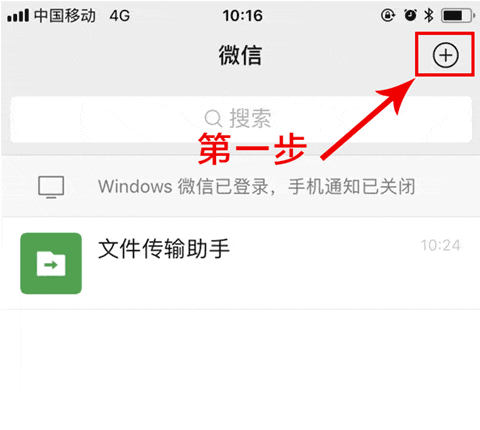 中国移动 4G 10:16
微信
搜索
第一步
Windows 微信已登录，手机通知已关闭
文件传输助手 10:24